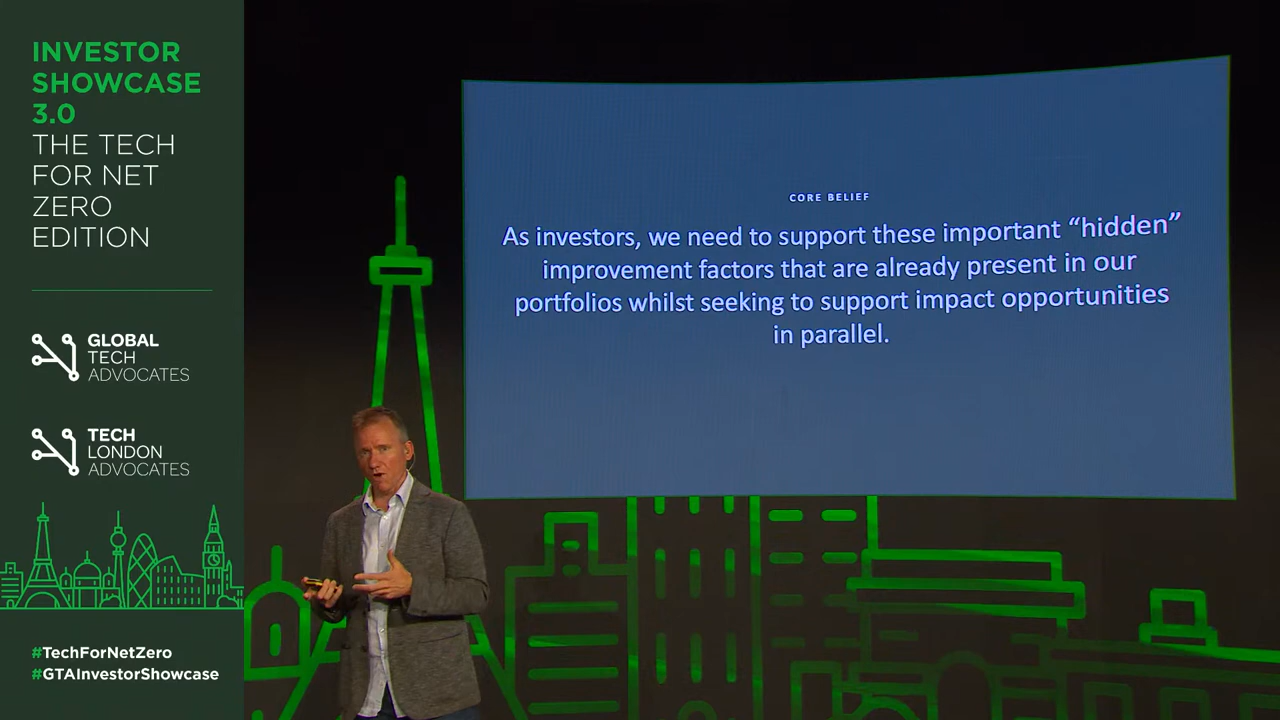 INVESTOR
SHOWCASE
3.0
THE TECH
FOR NET
ZERO
EDITION
GLOBAL
TECH
ADVOCATES
TECH
LONDON
ADVOCATES
#TechForNetZero
#GTAInvestorShowcase
CORE BELIEF
As investors, we need to support these important “hidden”
improvement factors that are already present in our
portfolios whilst seeking to support impact opportunities
in parallel.